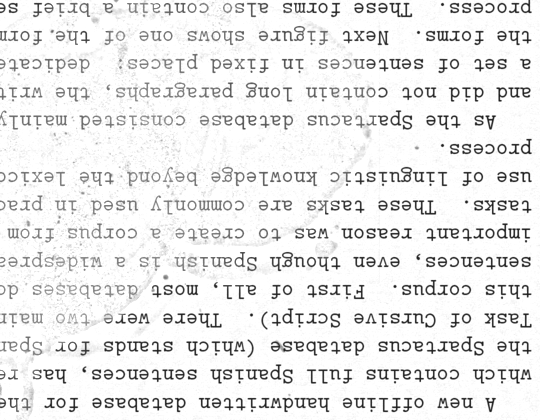 A new offline handwritten database for the
which contains full Spanish sentences, has re
the Spartacus database (which stands for Span
Task of Cursive Script). There were two main
this corpus. First of all, most databases do
sentences, even though Spanish is a widesprea
important reason was to create a corpus from
tasks. These tasks are commonly used in prac
use of linguistic knowledge beyond the lexico
process.
As the Spartacus database consisted mainly
and did not contain long paragraphs, the writ
a set of sentences in fixed places: dedicate
the forms. Next figure shows one of the form
process. These forms also contain a brief se